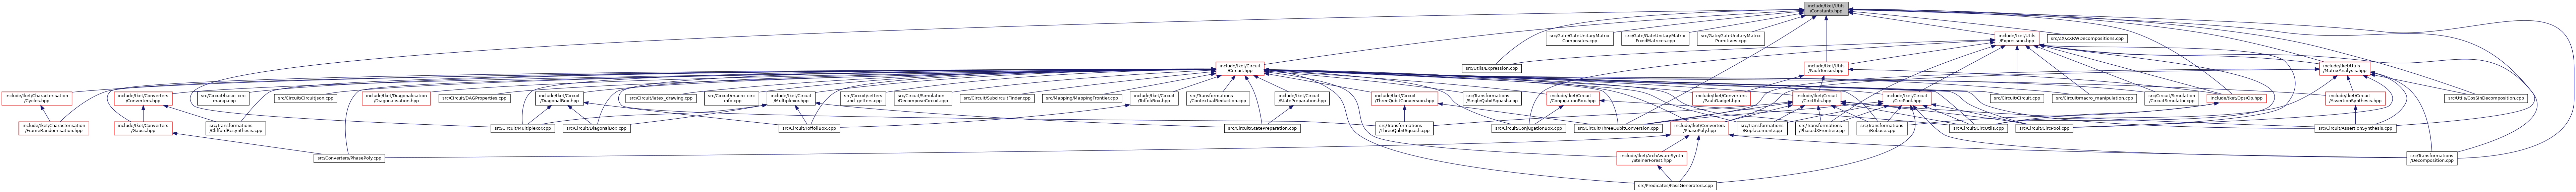 include/tket/Utils
/Constants.hpp
src/Gate/GateUnitaryMatrix
Composites.cpp
src/Gate/GateUnitaryMatrix
FixedMatrices.cpp
src/Gate/GateUnitaryMatrix
Primitives.cpp
include/tket/Utils
/Expression.hpp
src/ZX/ZXRWDecompositions.cpp
include/tket/Circuit
/Circuit.hpp
src/Utils/Expression.cpp
include/tket/Utils
/PauliTensor.hpp
include/tket/Utils
/MatrixAnalysis.hpp
include/tket/Characterisation
/Cycles.hpp
include/tket/Converters
/Converters.hpp
src/Circuit/basic_circ
_manip.cpp
src/Circuit/CircuitJson.cpp
include/tket/Diagonalisation
/Diagonalisation.hpp
src/Circuit/DAGProperties.cpp
include/tket/Circuit
/DiagonalBox.hpp
src/Circuit/latex_drawing.cpp
src/Circuit/macro_circ
_info.cpp
include/tket/Circuit
/Multiplexor.hpp
src/Circuit/setters
_and_getters.cpp
src/Circuit/Simulation
/DecomposeCircuit.cpp
src/Circuit/SubcircuitFinder.cpp
src/Mapping/MappingFrontier.cpp
include/tket/Circuit
/ToffoliBox.hpp
src/Transformations
/ContextualReduction.cpp
include/tket/Circuit
/StatePreparation.hpp
include/tket/Circuit
/ThreeQubitConversion.hpp
src/Transformations
/SingleQubitSquash.cpp
include/tket/Circuit
/ConjugationBox.hpp
include/tket/Converters
/PauliGadget.hpp
include/tket/Circuit
/CircUtils.hpp
include/tket/Circuit
/CircPool.hpp
src/Circuit/Circuit.cpp
src/Circuit/macro_manipulation.cpp
src/Circuit/Simulation
/CircuitSimulator.cpp
include/tket/Ops/Op.hpp
include/tket/Circuit
/AssertionSynthesis.hpp
src/Utils/CosSinDecomposition.cpp
include/tket/Characterisation
/FrameRandomisation.hpp
include/tket/Converters
/Gauss.hpp
src/Transformations
/CliffordResynthesis.cpp
src/Circuit/Multiplexor.cpp
src/Circuit/DiagonalBox.cpp
src/Circuit/ToffoliBox.cpp
src/Circuit/StatePreparation.cpp
src/Transformations
/ThreeQubitSquash.cpp
src/Circuit/ConjugationBox.cpp
src/Circuit/ThreeQubitConversion.cpp
include/tket/Converters
/PhasePoly.hpp
src/Transformations
/Replacement.cpp
src/Transformations
/PhasedXFrontier.cpp
src/Transformations
/Rebase.cpp
src/Circuit/CircUtils.cpp
src/Circuit/CircPool.cpp
src/Circuit/AssertionSynthesis.cpp
src/Converters/PhasePoly.cpp
include/tket/ArchAwareSynth
/SteinerForest.hpp
src/Transformations
/Decomposition.cpp
src/Predicates/PassGenerators.cpp